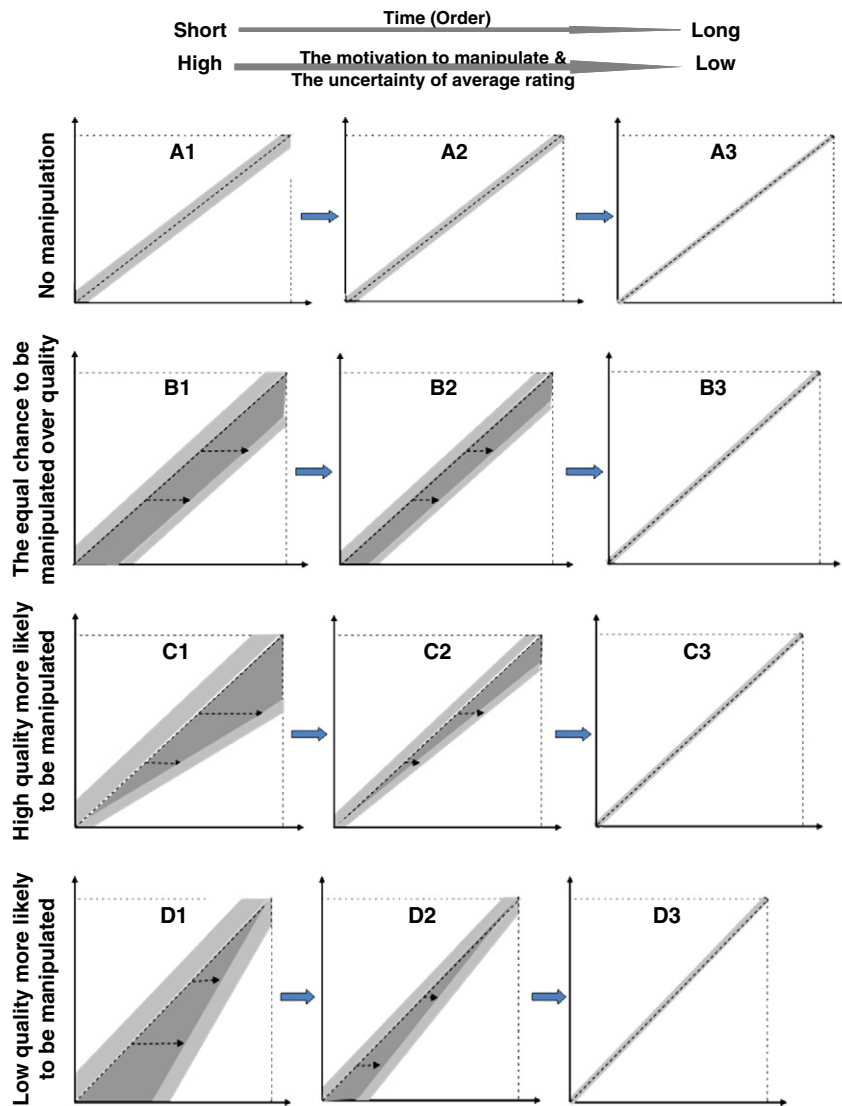 Time (Order)
Short Long
The motivation to manipulate &
High Low
The uncertainty of average rating
No manipulation
A1 A2 A3
The equal chance to be
manipulated over quality
B1 B2 B3
High quality more likely
to be manipulated
C1 C2 C3
Low quality more likely
to be manipulated
D1 D2 D3